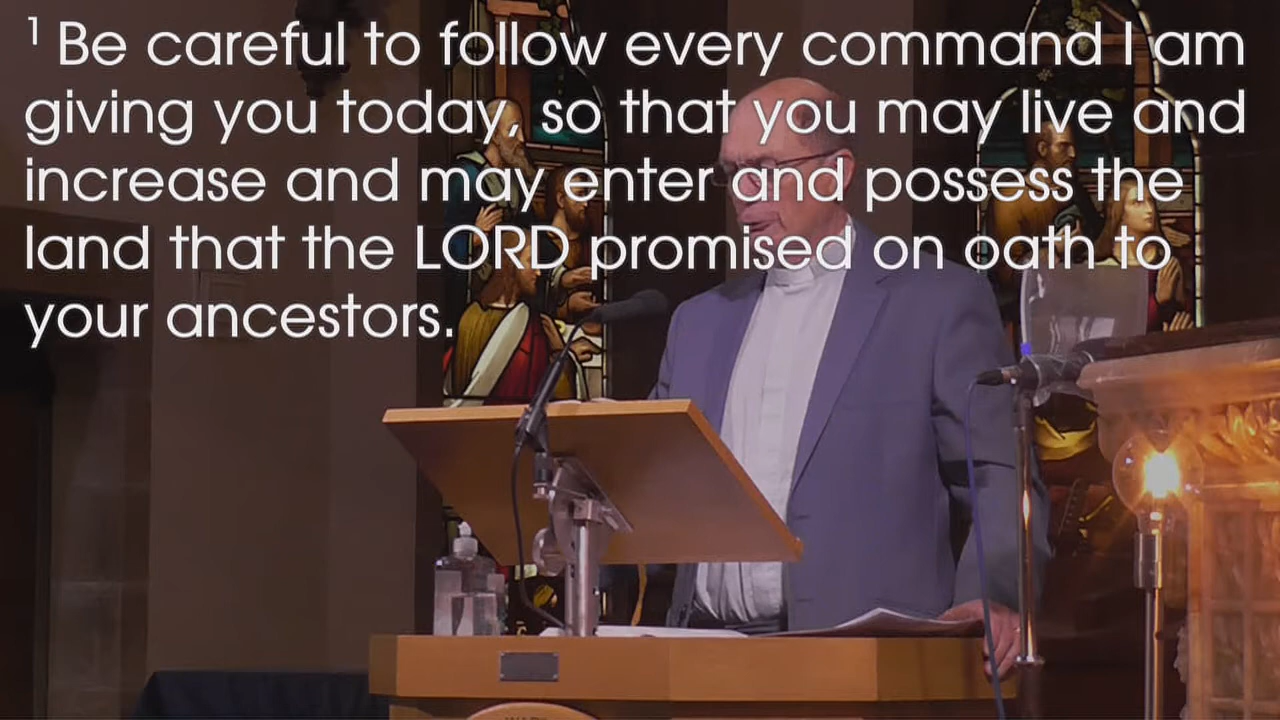 1 Be careful to follow every command I am
giving you today, so that you may live and
increase and may enter and possess the
land that the LORD promised on oath to
your ancestors.